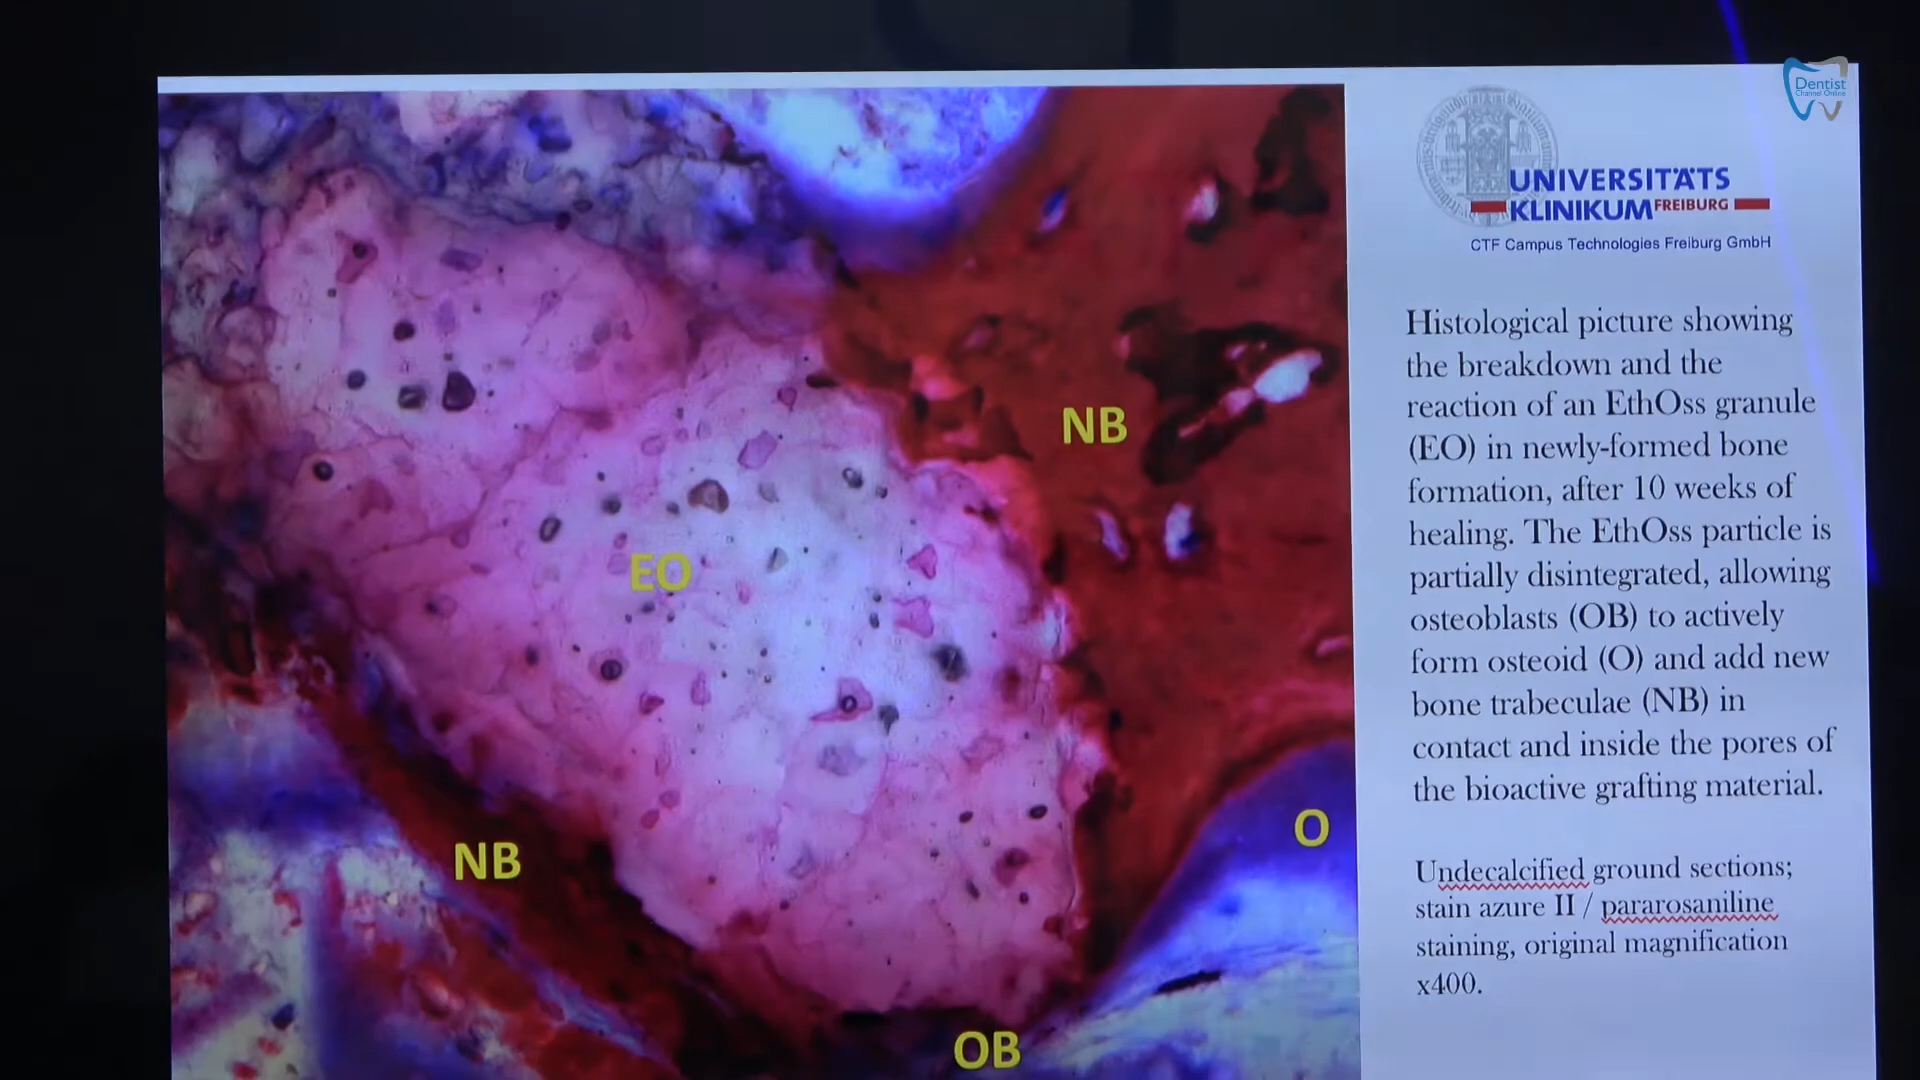 Dentist
Channel Online
UNIVERSITÄTS
KLINIKUM FREIBURG
CTF Campus Technologies Freiburg GmbH
Histological picture showing
the breakdown and the
reaction of an EthOss granule
(EO) in newly-formed bone
formation, after 10 weeks of
healing. The EthOss particle is
partially disintegrated, allowing
osteoblasts (OB) to actively
form osteoid (O) and add new
bone trabeculae (NB) in
contact and inside the pores of
the bioactive grafting material.
Undecalcified ground sections;
stain azure II / pararosaniline
staining, original magnification
x400.
NB
EO
O
NB
OB